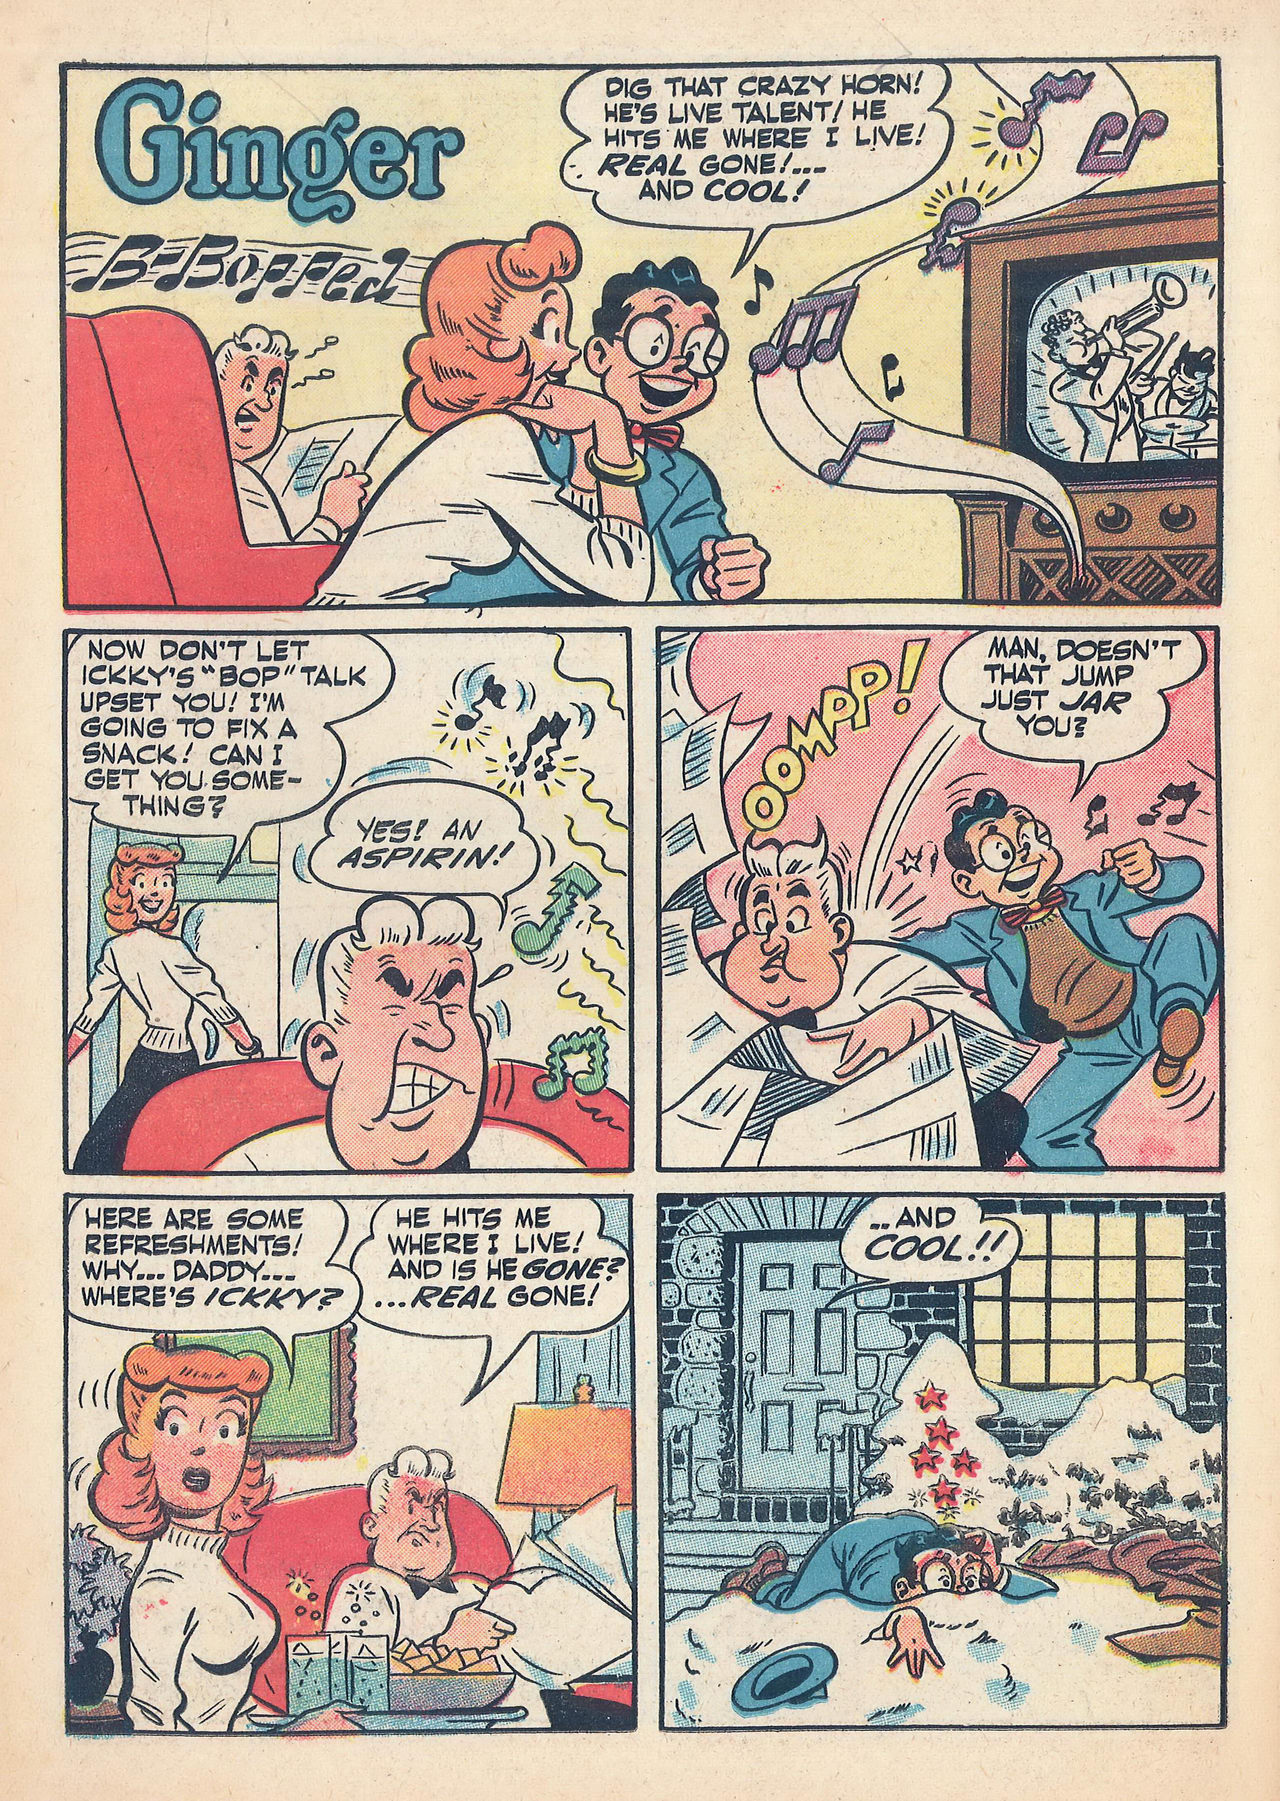 Ginger
B-Bopped
DIG THAT CRAZY HORN!
HE'S LIVE TALENT! HE
HITS ME WHERE I LIVE!
REAL GONE!...
AND COOL!
NOW DON'T LET
ICKKY'S "BOP" TALK
UPSET YOU! I'M
GOING TO FIX A
SNACK! CAN I
GET YOU SOME-
THING?
YES! AN
ASPIRIN!
OOMPP!
MAN, DOESN'T
THAT JUMP
JUST JAR
YOU?
HERE ARE SOME
REFRESHMENTS!
WHY... DADDY...
WHERE'S ICKKY?
HE HITS ME
WHERE I LIVE!
AND IS HE GONE?
...REAL GONE!
..AND
COOL!!